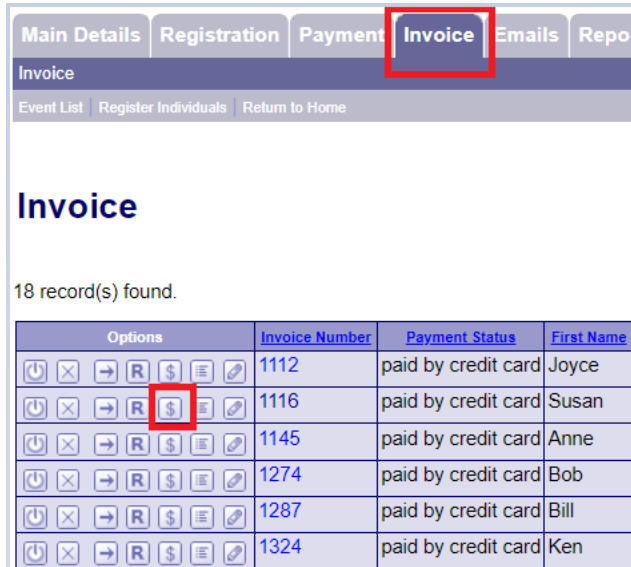 Main Details Registration Payment Invoice Emails Repo
Invoice
Event List Register Individuals Return to Home
Invoice
18 record(s) found.
Options Invoice Number Payment Status First Name
R $ 1112 paid by credit card Joyce
R $ 1116 paid by credit card Susan
R $ 1145 paid by credit card Anne
R $ 1274 paid by credit card Bob
R $ 1287 paid by credit card Bill
R $ 1324 paid by credit card Ken